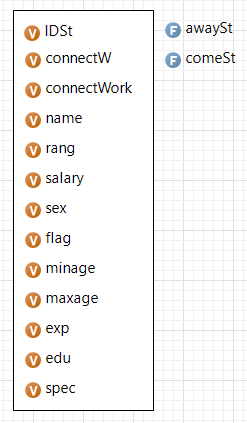 V IDSt
V connectW
V connectWork
V name
V rang
V salary
V sex
V flag
V minage
V maxage
V exp
V edu
V spec
F awaySt
F comeSt